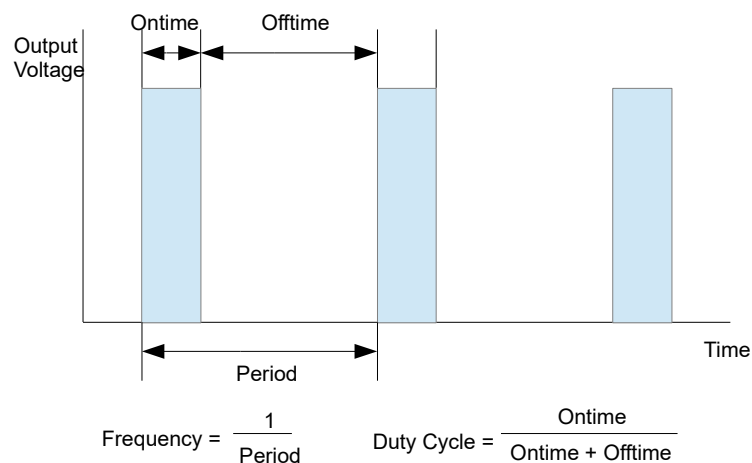 Ontime
Offtime
Output
Voltage
Time
Period
Frequency = 1 / Period
Duty Cycle = Ontime / Ontime + Offtime